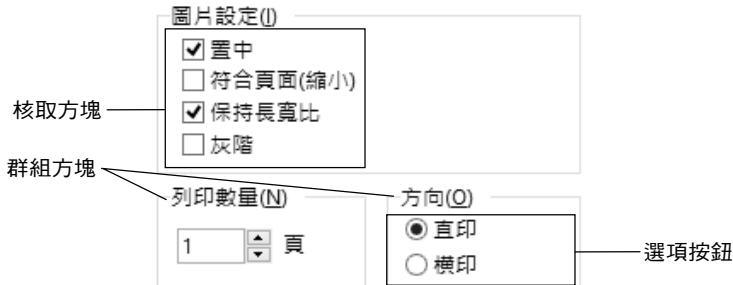 圖片設定(I)
置中
符合頁面(縮小)
核取方塊
保持長寬比
灰階
群組方塊
列印數量(N)
方向(O)
1 頁
直印
選項按鈕
橫印